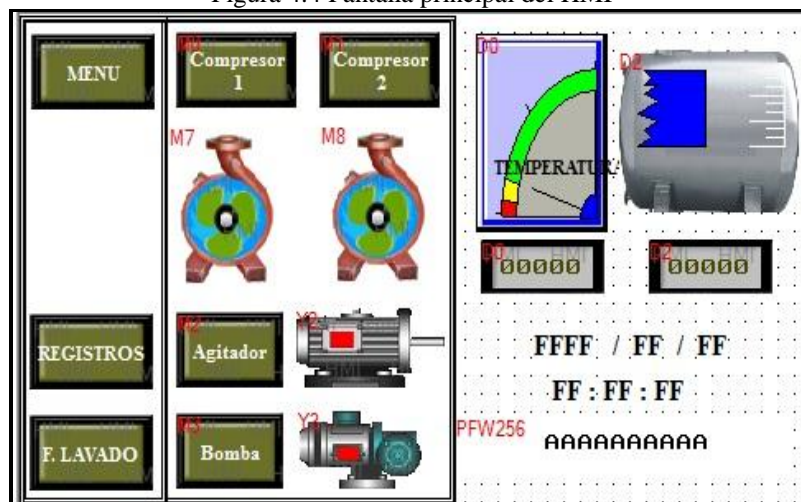 Figura 4.4 Pantalla principal del HMI
MENU
M0
Compresor
1
M1
Compresor
2
M7
M8
D0
TEMPERATURA
D2
D0
00000
D2
00000
REGISTROS
M2
Agitador
Y2
FFFF / FF / FF
FF : FF : FF
F. LAVADO
M3
Bomba
Y3
PFW256
AAAAAAAAAA